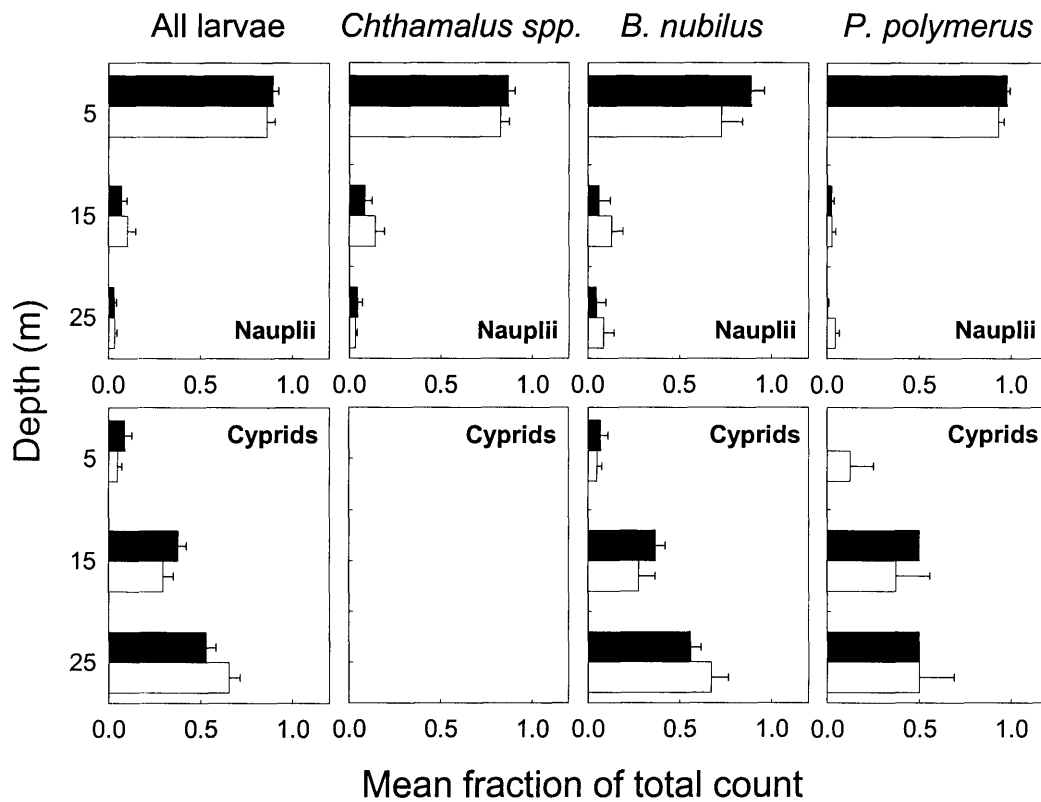 All larvae Chthamalus spp. B. nubilus P. polymerus
Depth (m)
5
15
25
Nauplii Nauplii Nauplii Nauplii
0.0 0.5 1.0 0.0 0.5 1.0 0.0 0.5 1.0 0.0 0.5 1.0
Cyprids Cyprids Cyprids Cyprids
5
15
25
0.0 0.5 1.0 0.0 0.5 1.0 0.0 0.5 1.0 0.0 0.5 1.0
Mean fraction of total count